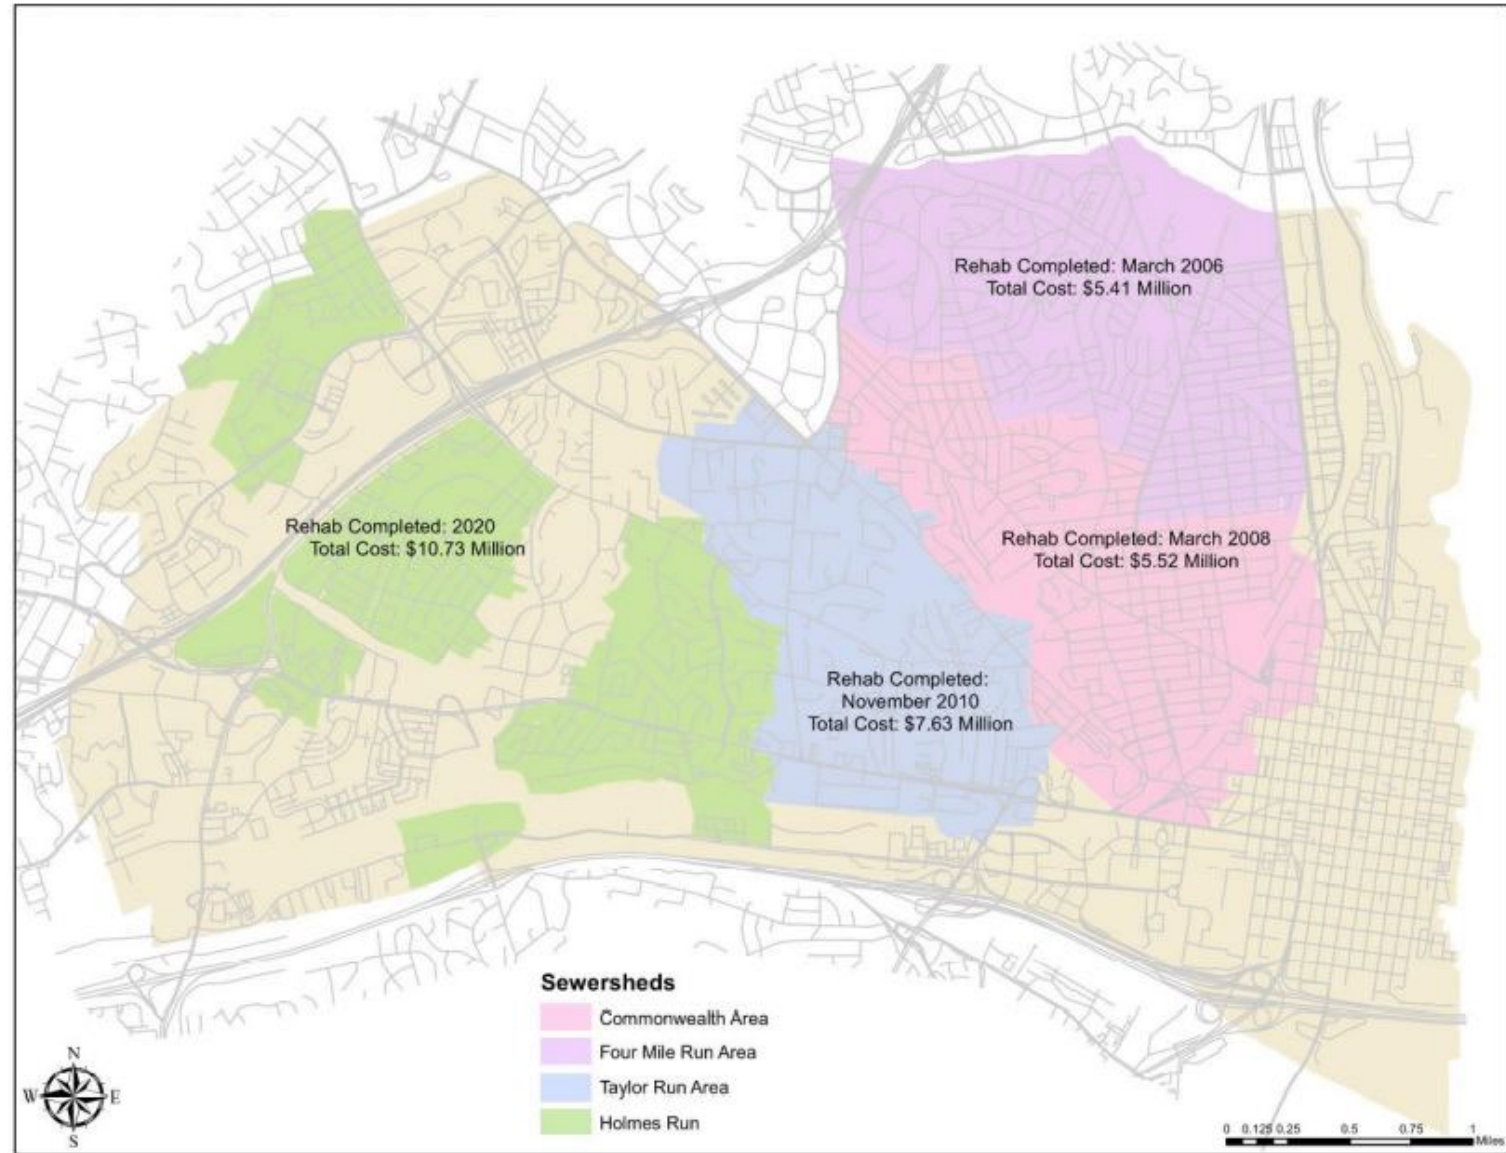 Rehab Completed: March 2006
Total Cost: $5.41 Million
Rehab Completed: 2020
Total Cost: $10.73 Million
Rehab Completed: March 2008
Total Cost: $5.52 Million
Rehab Completed:
November 2010
Total Cost: $7.63 Million
Sewersheds
Commonwealth Area
Four Mile Run Area
Taylor Run Area
Holmes Run
N
W E
S
0 0.125 0.25 0.5 0.75 1
Miles